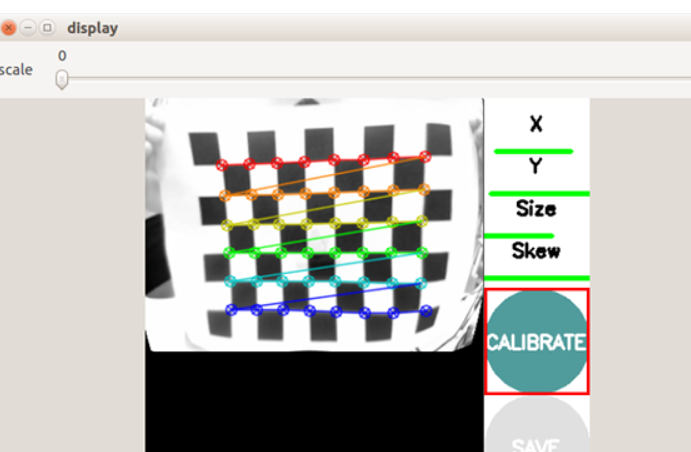 display
0
scale
X
Y
Size
Skew
CALIBRATE
SAVE